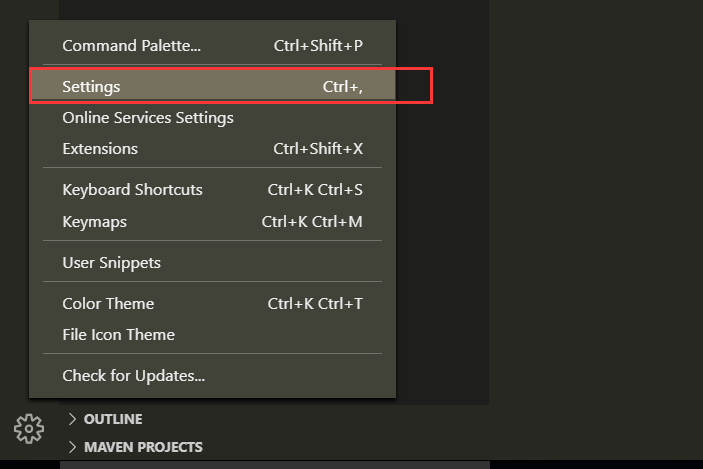 Command Palette... Ctrl+Shift+P
Settings Ctrl+,
Online Services Settings
Extensions Ctrl+Shift+X
Keyboard Shortcuts Ctrl+K Ctrl+S
Keymaps Ctrl+K Ctrl+M
User Snippets
Color Theme Ctrl+K Ctrl+T
File Icon Theme
Check for Updates...
OUTLINE
MAVEN PROJECTS